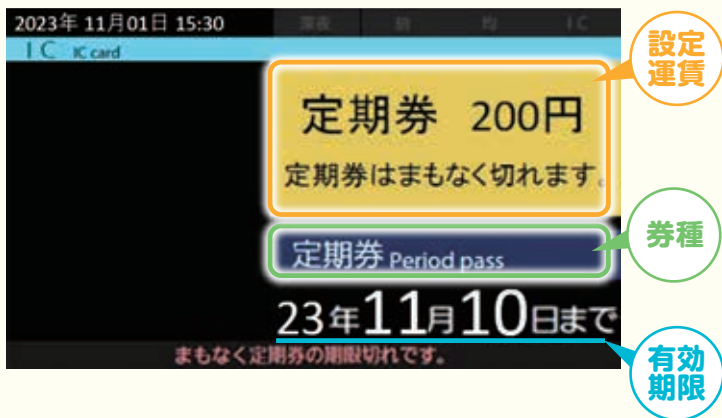 2023年 11月01日 15:30
IC IC card
設定
運賃
定期券 200円
定期券はまもなく切れます。
券種
定期券 Period pass
23年11月10日まで
まもなく定期券の期限切れです。
有効
期限